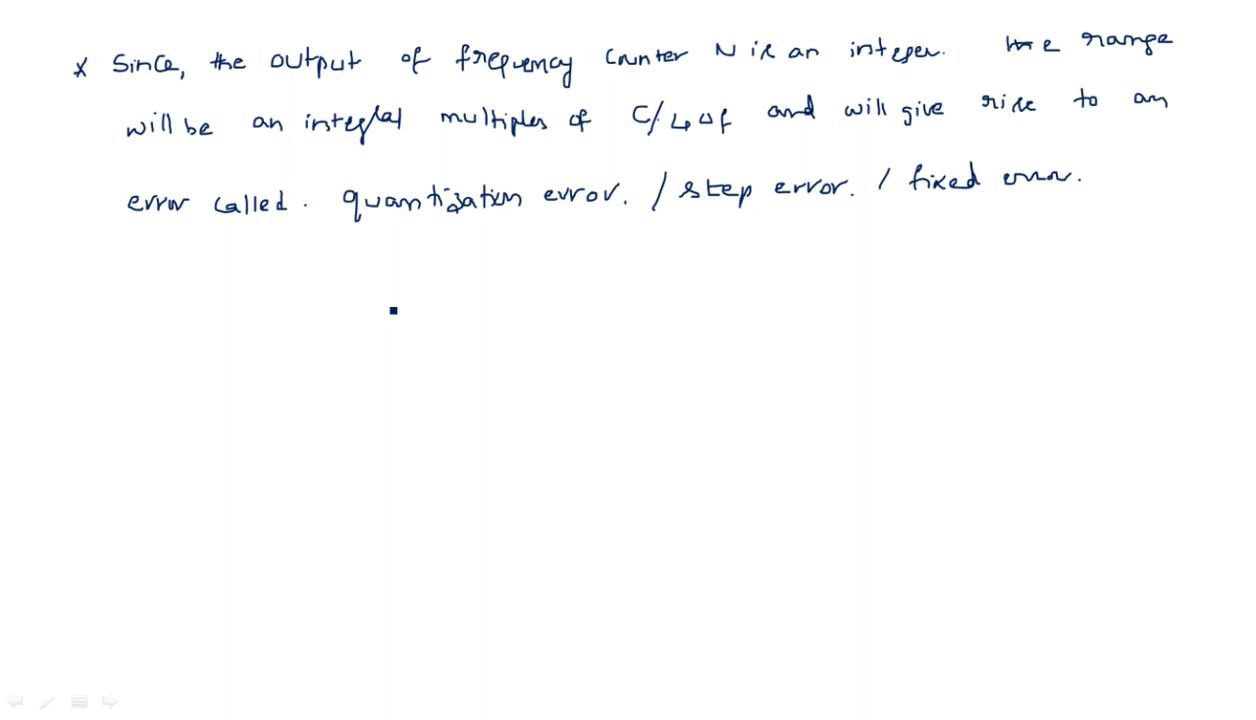 * Since, the output of frequency counter N is an integer. the range
will be an integral multiples of C/4Δf and will give rise to an
error called. quantization error. / step error. / fixed error.